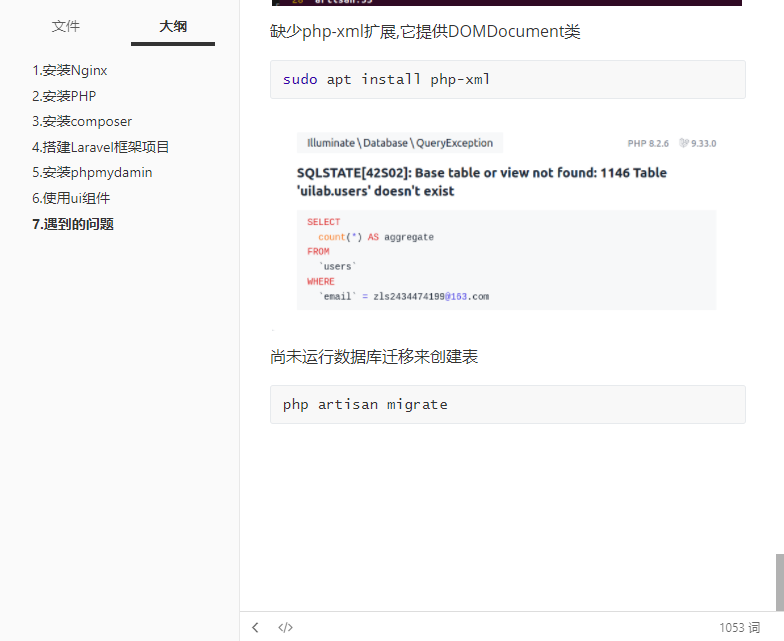 文件
大纲
1.安装Nginx
2.安装PHP
3.安装composer
4.搭建Laravel框架项目
5.安装phpmydamin
6.使用ui组件
7.遇到的问题
缺少php-xml扩展,它提供DOMDocument类
sudo apt install php-xml
Illuminate \ Database \ QueryException
PHP 8.2.6 9.33.0
SQLSTATE[42S02]: Base table or view not found: 1146 Table
'uilab.users' doesn't exist
SELECT
count(*) AS aggregate
FROM
`users`
WHERE
`email` = zls2434474199@163.com
尚未运行数据库迁移来创建表
php artisan migrate
</> 1053 词